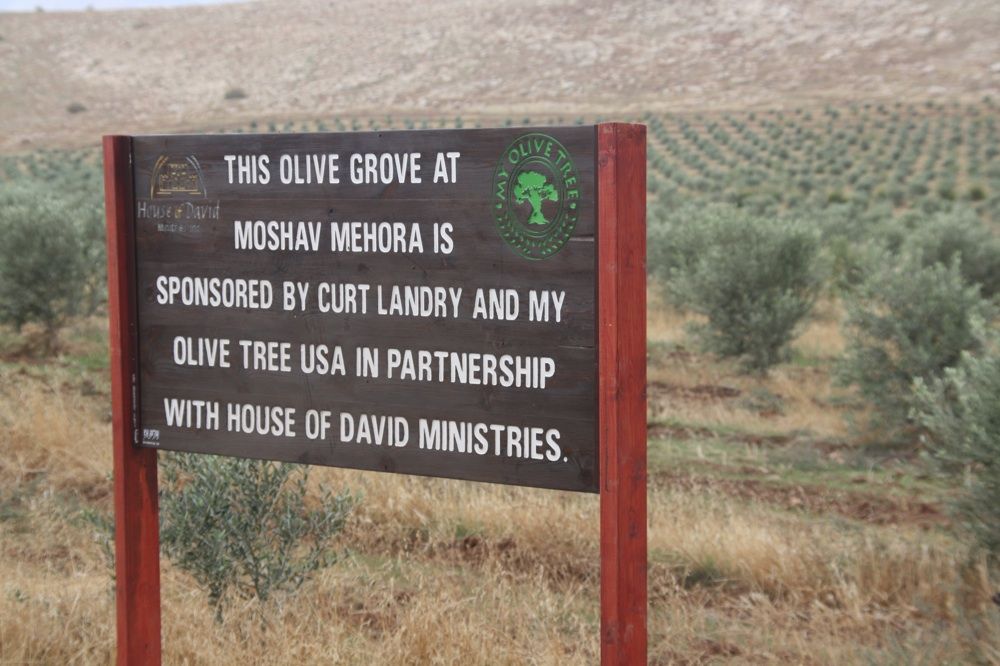 THIS OLIVE GROVE AT
MOSHAV MEHORA IS
SPONSORED BY CURT LANDRY AND MY
OLIVE TREE USA IN PARTNERSHIP
WITH HOUSE OF DAVID MINISTRIES.
House of David
MY OLIVE TREE